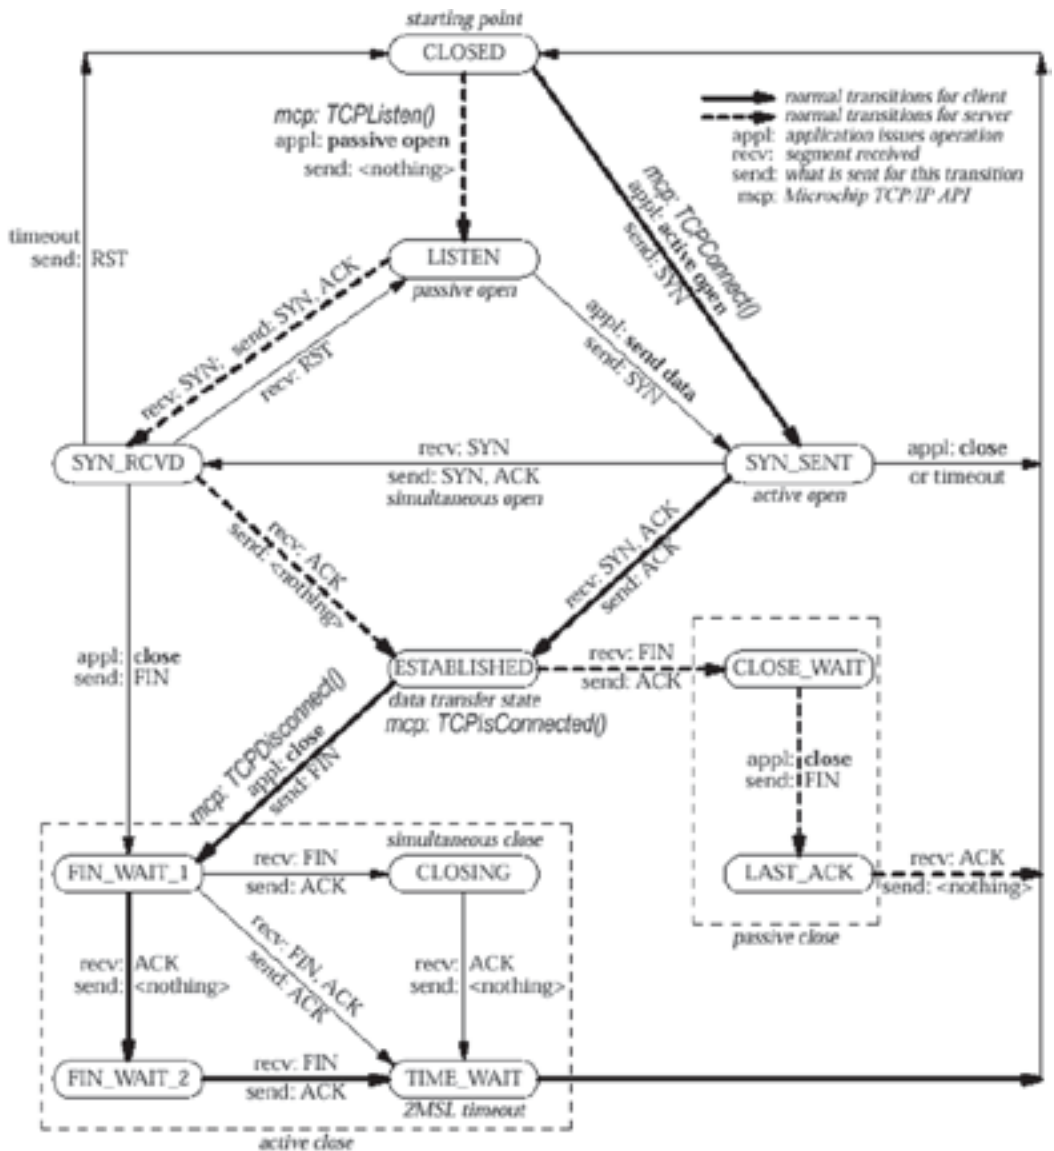 starting point
CLOSED
mcp: TCPListen()
appl: passive open
send: <nothing>
normal transitions for client
normal transitions for server
appl: application issues operation
recv: segment received
send: what is sent for this transition
mcp: Microchip TCP/IP API
mcp: TCPConnect()
appl: active open
send: SYN
timeout
send: RST
LISTEN
passive open
recv: SYN; send: SYN, ACK
recv: RST
appl: send data
send: SYN
SYN_RCVD
recv: SYN
send: SYN, ACK
simultaneous open
SYN_SENT
active open
appl: close
or timeout
recv: ACK
send: <nothing>
recv: SYN, ACK
send: ACK
appl: close
send: FIN
ESTABLISHED
data transfer state
mcp: TCPisConnected()
recv: FIN
send: ACK
CLOSE_WAIT
mcp: TCPDisconnect()
appl: close
send: FIN
appl: close
send: FIN
simultaneous close
FIN_WAIT_1
recv: FIN
send: ACK
CLOSING
LAST_ACK
recv: ACK
send: <nothing>
passive close
recv: ACK
send: <nothing>
recv: FIN, ACK
send: ACK
recv: ACK
send: <nothing>
FIN_WAIT_2
recv: FIN
send: ACK
TIME_WAIT
2MSL timeout
active close